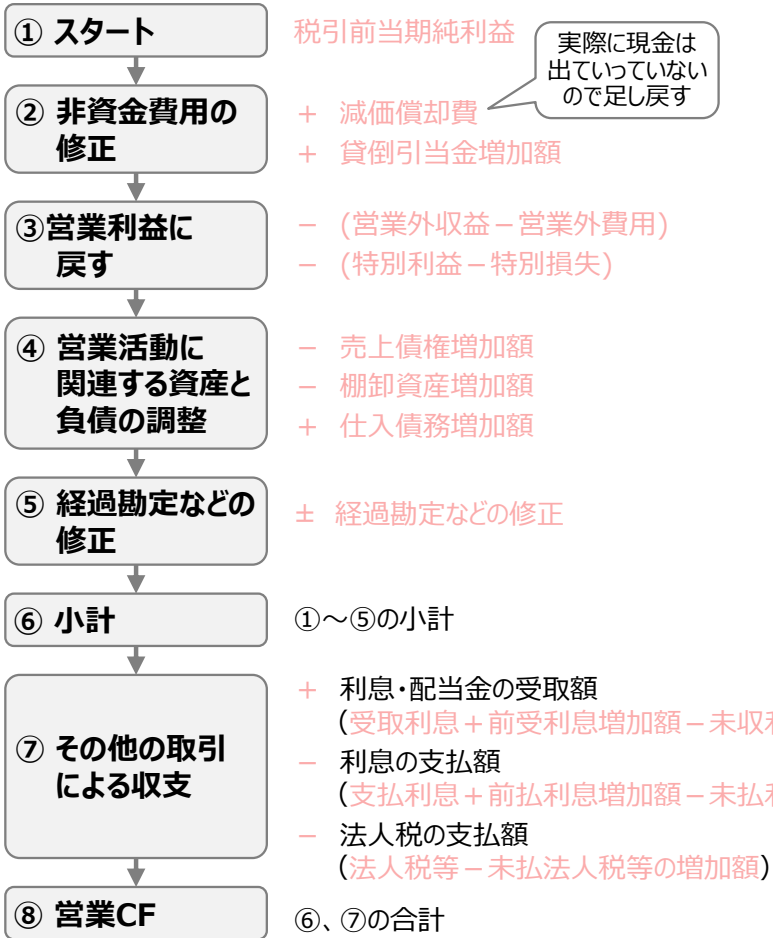 ① スタート
税引前当期純利益
実際に現金は
出ていっていない
ので足し戻す
② 非資金費用の
修正
＋ 減価償却費
＋ 貸倒引当金増加額
③営業利益に
戻す
－ (営業外収益－営業外費用)
－ (特別利益－特別損失)
④ 営業活動に
関連する資産と
負債の調整
－ 売上債権増加額
－ 棚卸資産増加額
＋ 仕入債務増加額
⑤ 経過勘定などの
修正
± 経過勘定などの修正
⑥ 小計
①～⑤の小計
⑦ その他の取引
による収支
＋ 利息・配当金の受取額
(受取利息＋前受利息増加額－未収
－ 利息の支払額
(支払利息＋前払利息増加額－未払
－ 法人税の支払額
(法人税等－未払法人税等の増加額)
⑧ 営業CF
⑥、⑦の合計